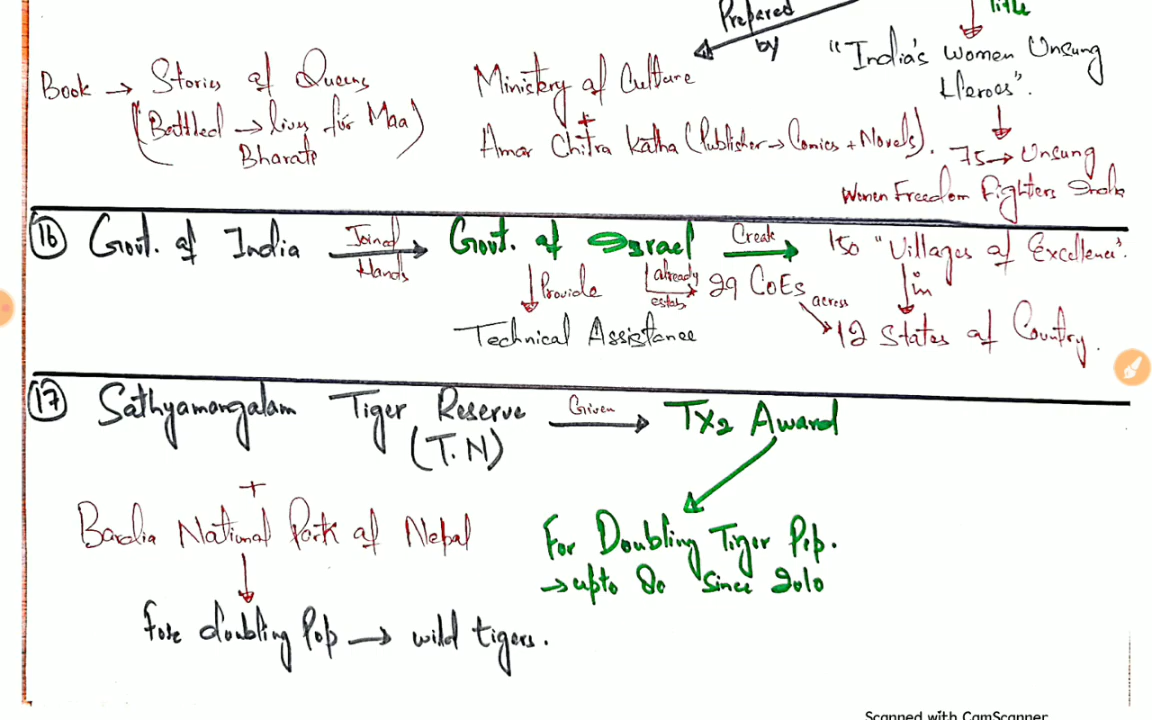 Prepared by
Title
"India's Women Unsung Heroes".
75 → Unsung Women Freedom Fighters India
Ministery of Culture
+
Amar Chitra Katha (Publisher → Comics + Novels).
Book → Stories of Queens
(Battled → lives for Maa Bharate)
16 Govt. of India Joined Hands Govt. of Israel Create 150 "Villages of Excellence".
Provide
Technical Assistance
already estab. 29 CoEs
across
in
12 States of Country.
17 Sathyamangalam Tiger Reserve Given Tx2 Award
(T.N)
+
Bardia National Park of Nepal
For Doubling Tiger Pop.
→ upto 80 Since 2010
for doubling Pop → wild tigers.
Scanned with CamScanner